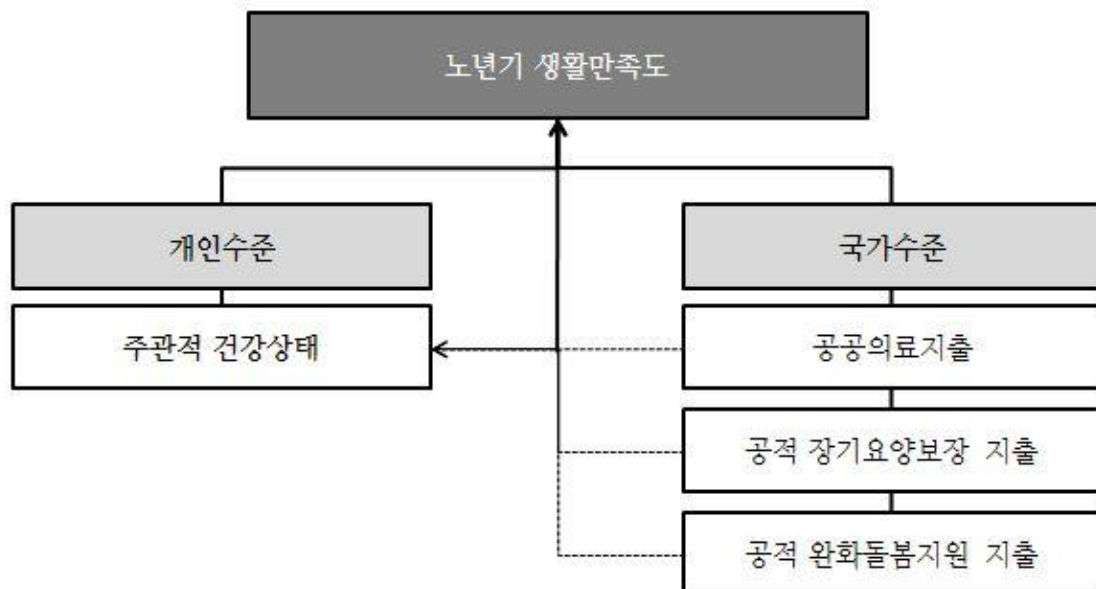 노년기 생활만족도
개인수준
국가수준
주관적 건강상태
공공의료지출
공적 장기요양보장 지출
공적 완화돌봄지원 지출